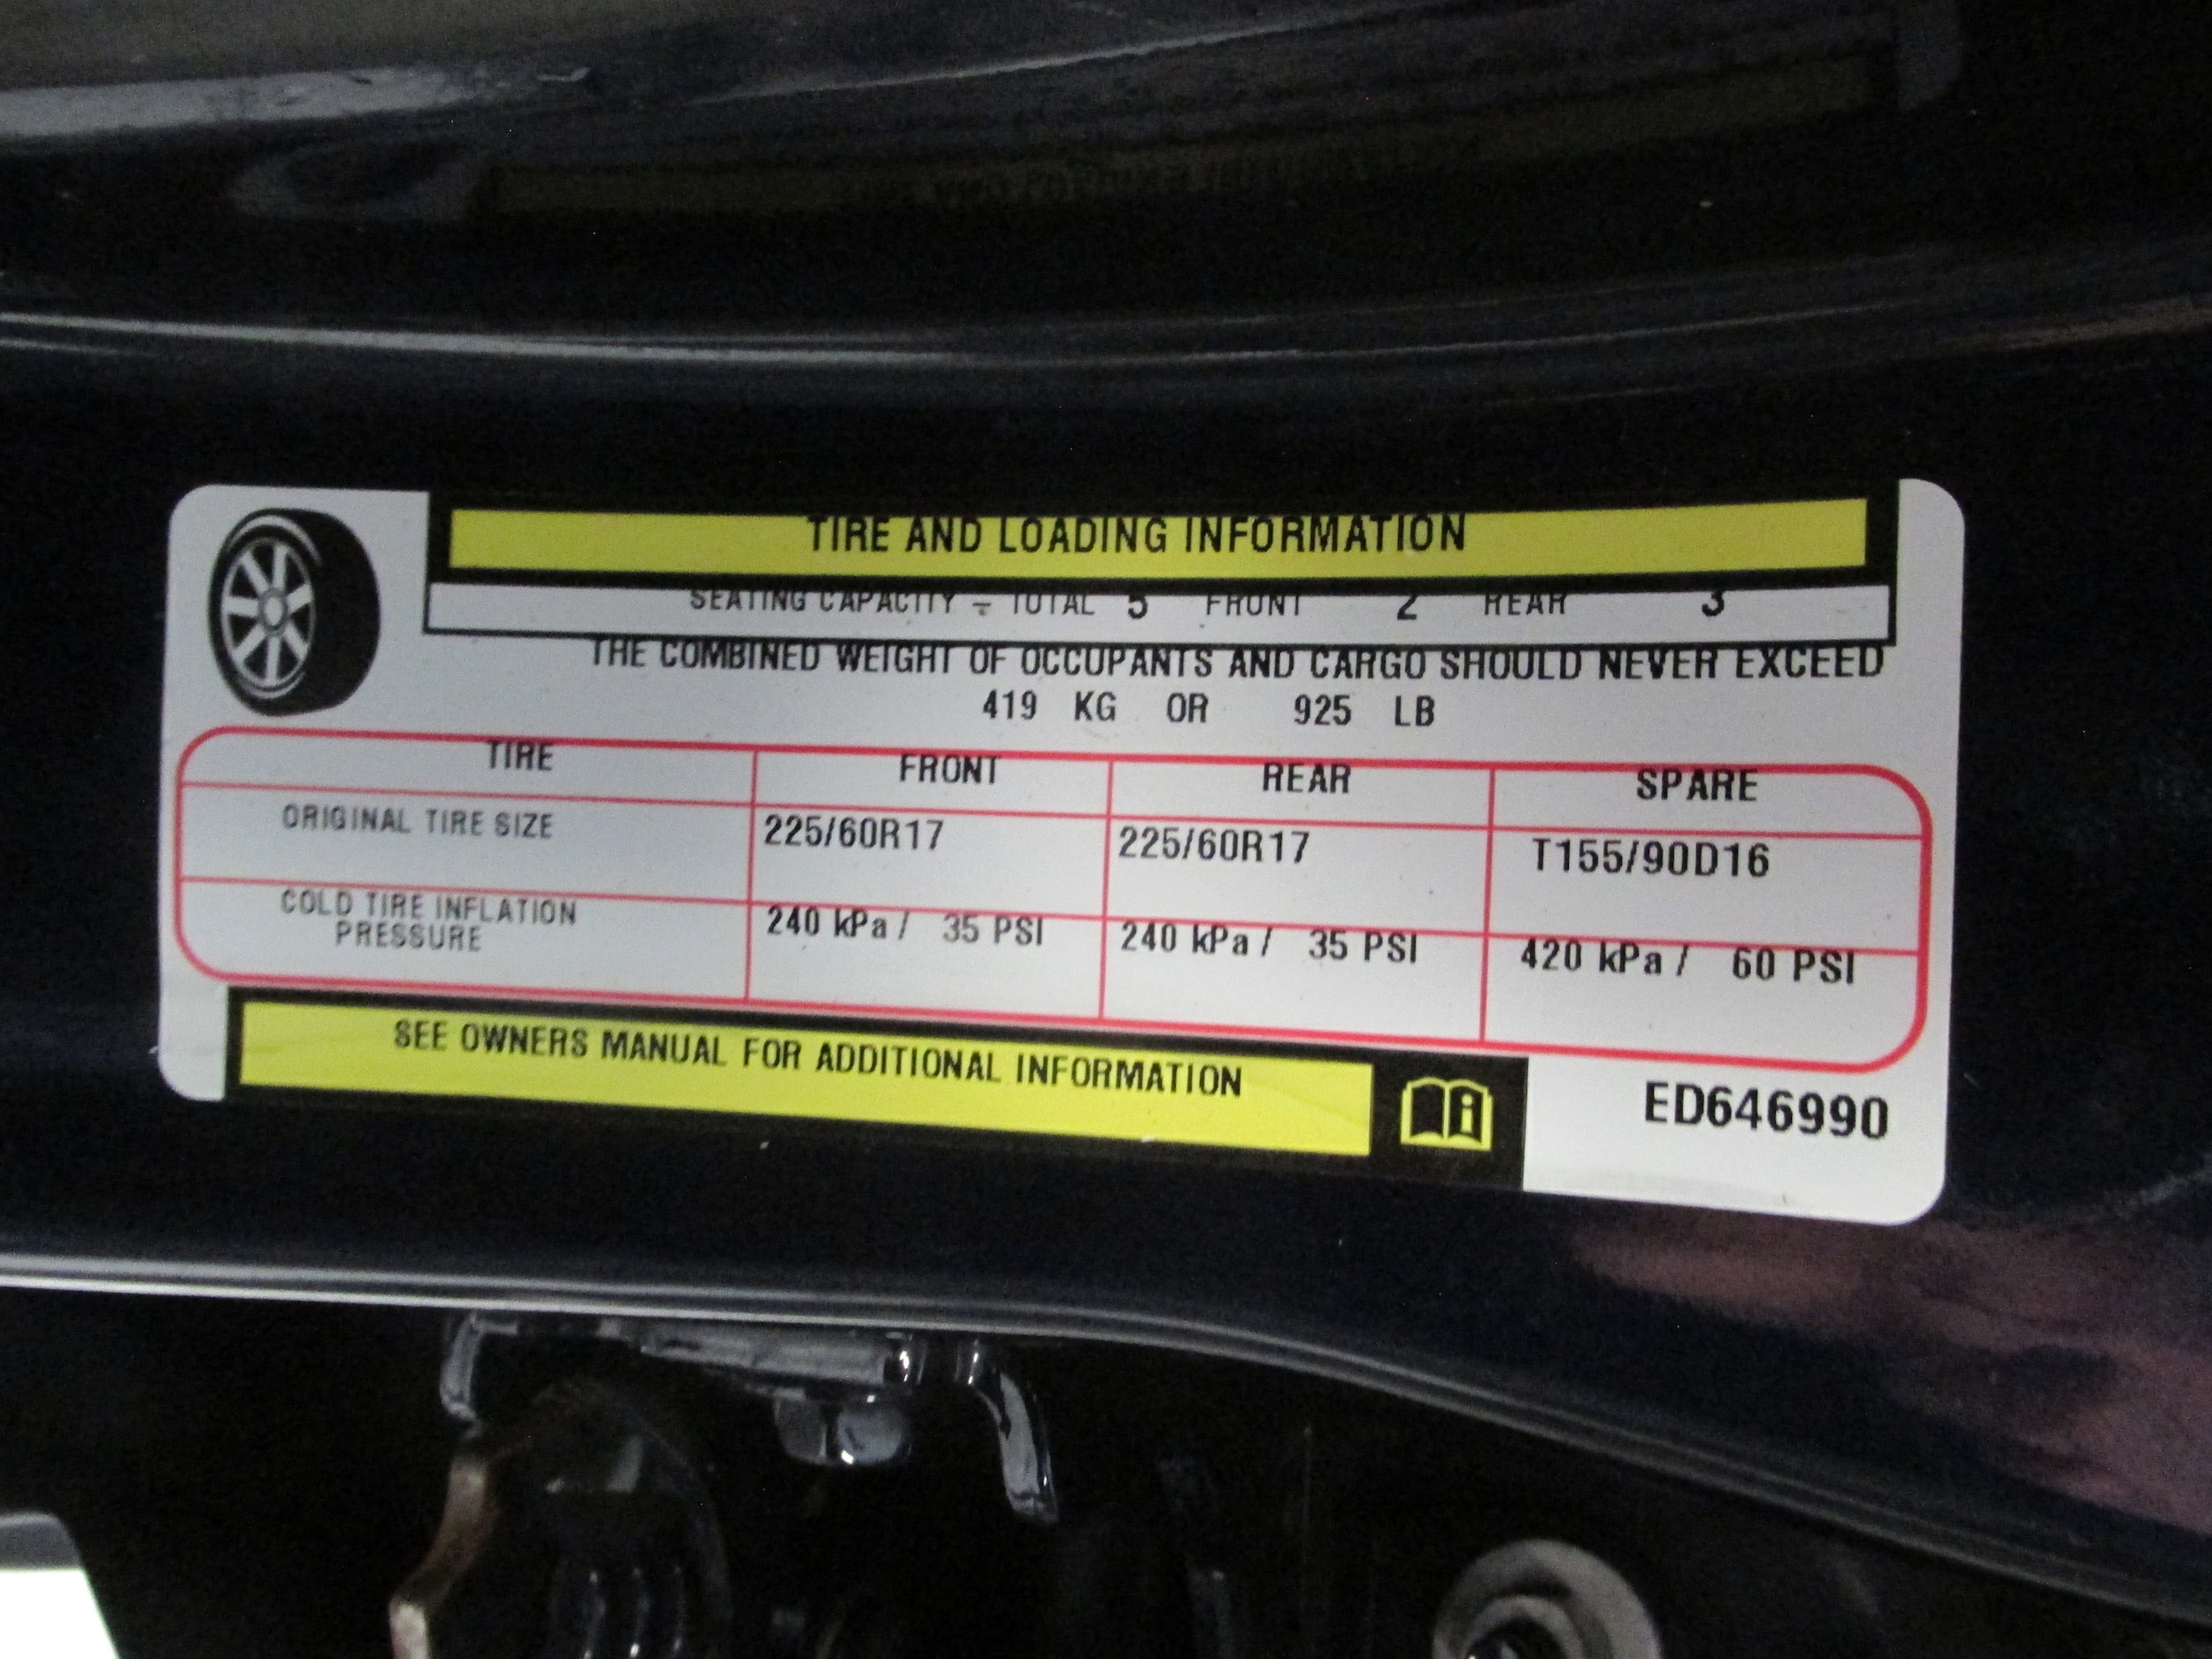 TIRE AND LOADING INFORMATION
SEATING CAPACITY - TOTAL 5 FRONT 2 REAR 3
THE COMBINED WEIGHT OF OCCUPANTS AND CARGO SHOULD NEVER EXCEED
419 KG OR 925 LB
TIRE FRONT REAR SPARE
ORIGINAL TIRE SIZE 225/60R17 225/60R17 T155/90D16
COLD TIRE INFLATION
PRESSURE 240 kPa / 35 PSI 240 kPa / 35 PSI 420 kPa / 60 PSI
SEE OWNERS MANUAL FOR ADDITIONAL INFORMATION
ED646990